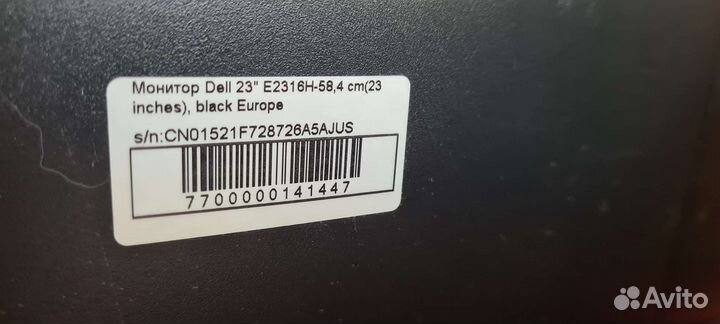 Монитор Dell 23" E2316H-58,4 cm(23
inches), black Europe
s/n:CN01521F728726A5AJUS
7700000141447
Avito